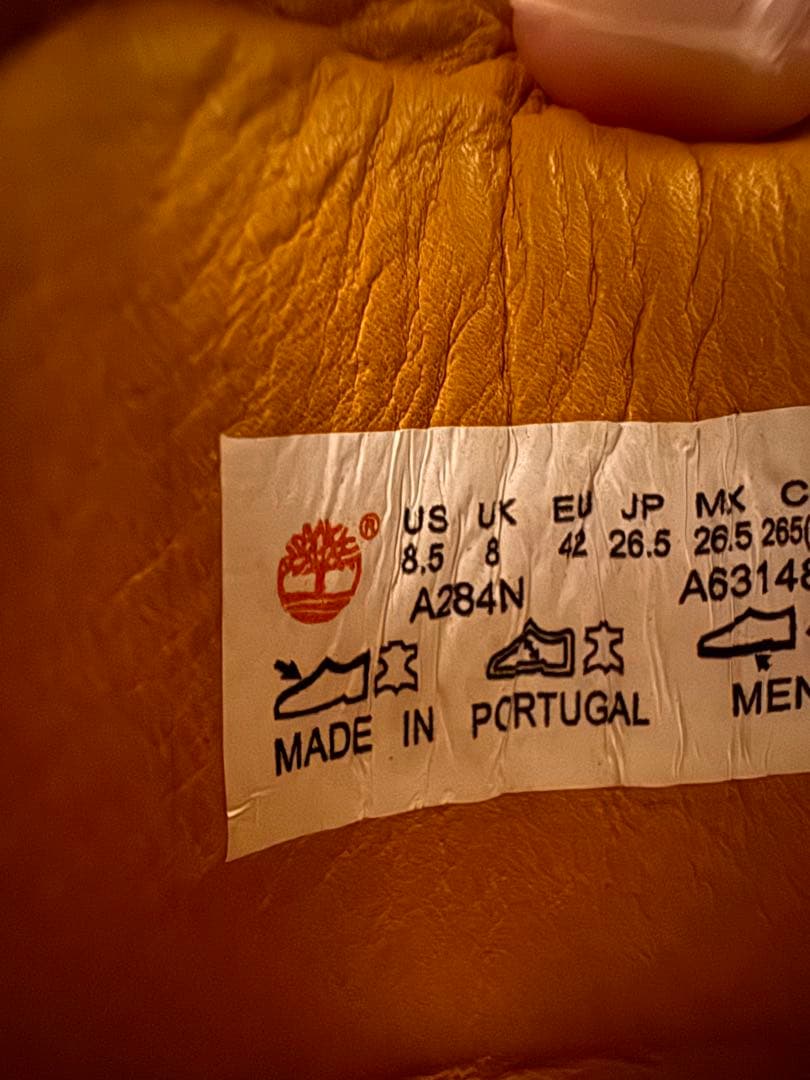 ® US UK EU JP MX C
8.5 8 42 26.5 26.5 265(
A284N A63148
MADE IN PORTUGAL MEN